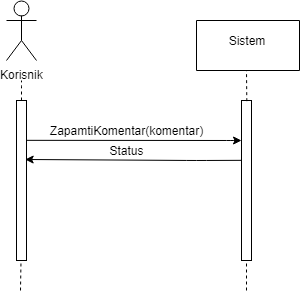 Korisnik
Sistem
ZapamtiKomentar(komentar)
Status